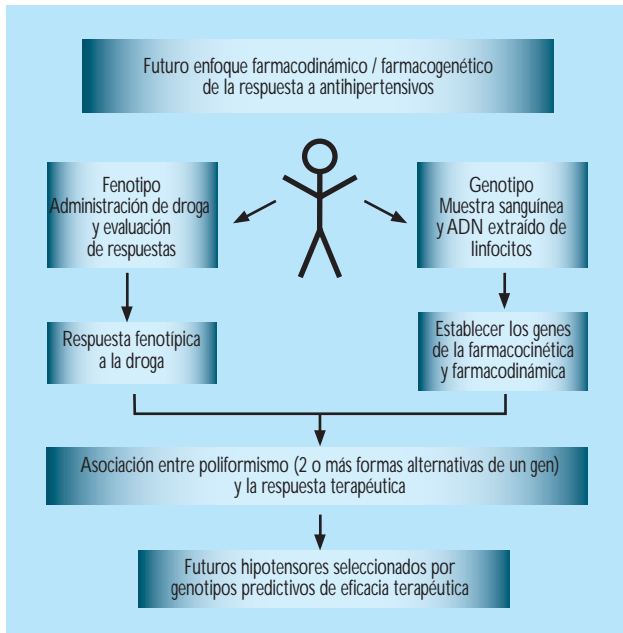 Futuro enfoque farmacodinámico / farmacogenético
de la respuesta a antihipertensivos
Fenotipo
Administración de droga
y evaluación
de respuestas
Genotipo
Muestra sanguínea
y ADN extraído de
linfocitos
Respuesta fenotípica
a la droga
Establecer los genes
de la farmacocinética
y farmacodinámica
Asociación entre poliformismo (2 o más formas alternativas de un gen)
y la respuesta terapéutica
Futuros hipotensores seleccionados por
genotipos predictivos de eficacia terapéutica